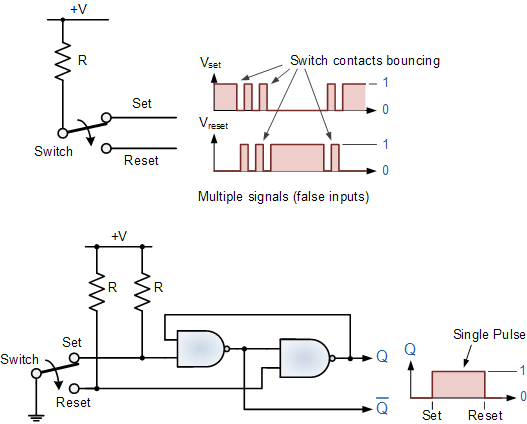 +V
R
Set
Switch
Reset
Vset
Switch contacts bouncing
1
0
Vreset
1
0
Multiple signals (false inputs)
+V
R
R
Set
Switch
Reset
Q
Q̅
Single Pulse
Q
1
0
Set
Reset